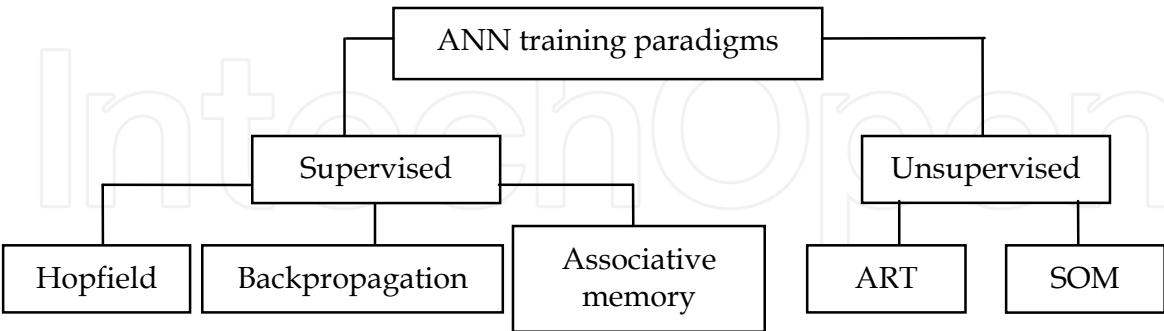 ANN training paradigms
Supervised
Unsupervised
Hopfield
Backpropagation
Associative
memory
ART
SOM
IntechOpen